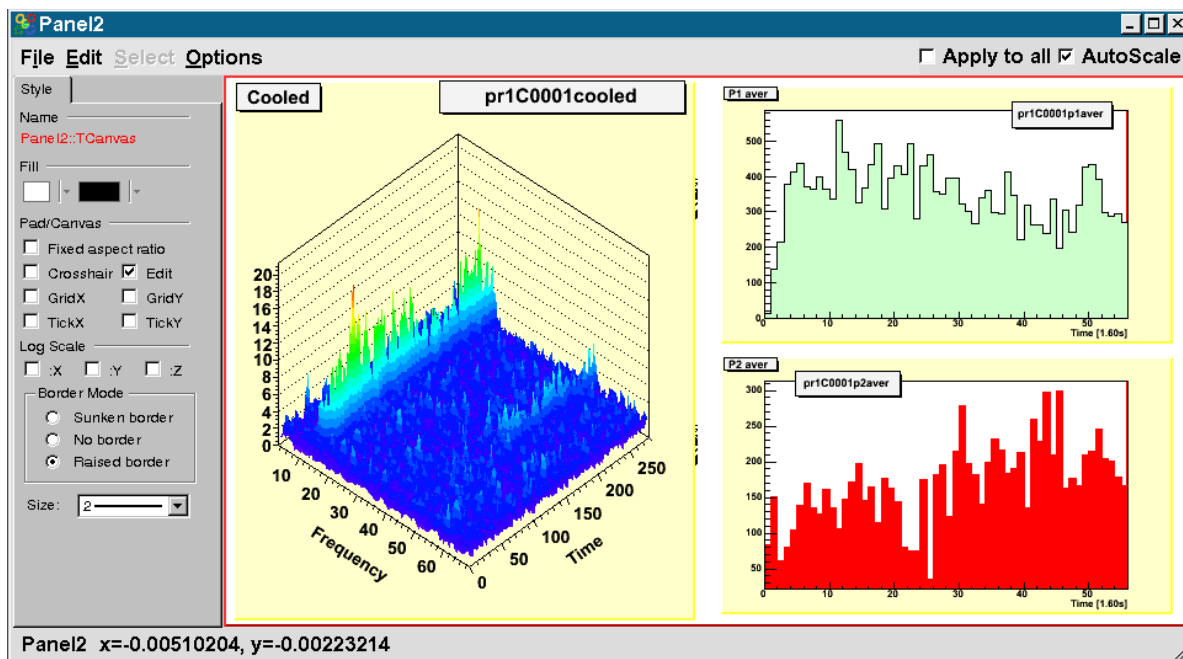 Panel2
File Edit Select Options
Apply to all AutoScale
Style
Name
Panel2::TCanvas
Fill
Pad/Canvas
Fixed aspect ratio
Crosshair Edit
GridX GridY
TickX TickY
Log Scale
:X :Y :Z
Border Mode
Sunken border
No border
Raised border
Size: 2
Cooled
pr1C0001cooled
20
18
16
14
12
10
8
6
4
2
0
10 20 30 40 50 60
Frequency
0 50 100 150 200 250
Time
P1 aver
pr1C0001p1aver
500
400
300
200
100
0
0 10 20 30 40 50
Time [1.60s]
P2 aver
pr1C0001p2aver
300
250
200
150
100
50
0 10 20 30 40 50
Time [1.60s]
Panel2 x=-0.00510204, y=-0.00223214